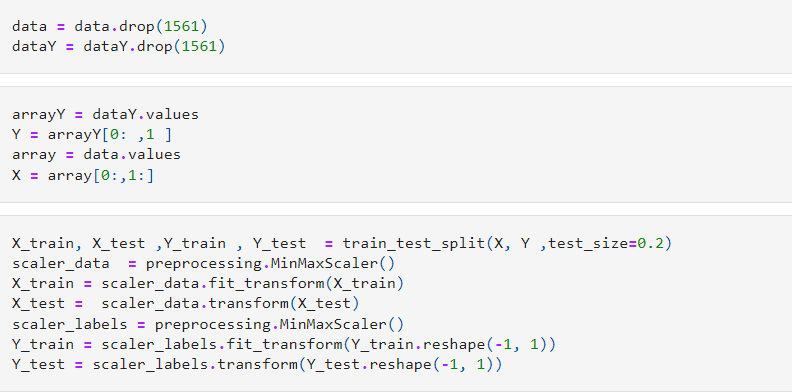 data = data.drop(1561)
dataY = dataY.drop(1561)
arrayY = dataY.values
Y = arrayY[0: ,1 ]
array = data.values
X = array[0:,1:]
X_train, X_test ,Y_train , Y_test  = train_test_split(X, Y ,test_size=0.2)
scaler_data  = preprocessing.MinMaxScaler()
X_train = scaler_data.fit_transform(X_train)
X_test =  scaler_data.transform(X_test)
scaler_labels = preprocessing.MinMaxScaler()
Y_train = scaler_labels.fit_transform(Y_train.reshape(-1, 1))
Y_test = scaler_labels.transform(Y_test.reshape(-1, 1))